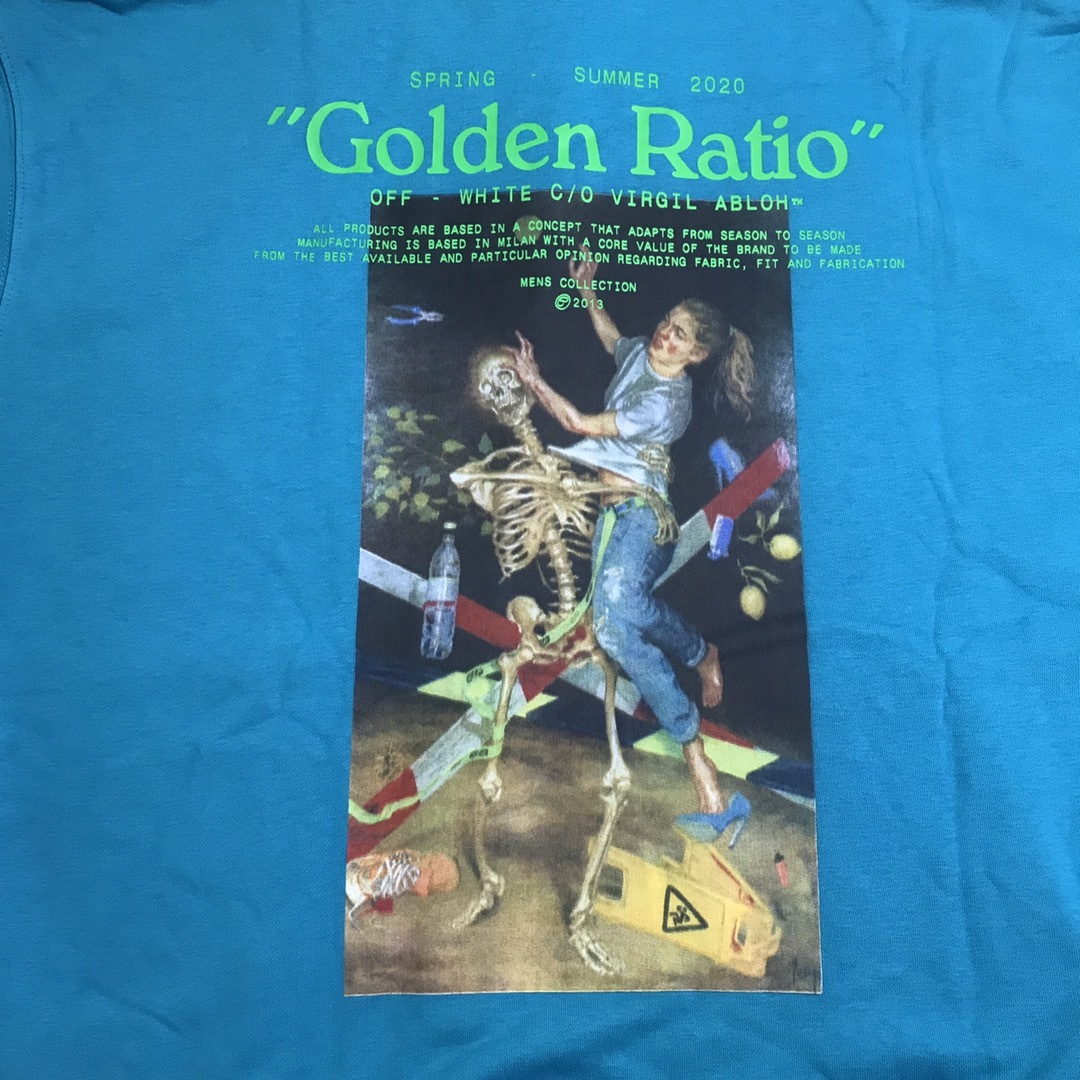 SPRING - SUMMER 2020
"Golden Ratio"
OFF - WHITE C/O VIRGIL ABLOH™
ALL PRODUCTS ARE BASED IN A CONCEPT THAT ADAPTS FROM SEASON TO SEASON
MANUFACTURING IS BASED IN MILAN WITH A CORE VALUE OF THE BRAND TO BE MADE
FROM THE BEST AVAILABLE AND PARTICULAR OPINION REGARDING FABRIC, FIT AND FABRICATION
MENS COLLECTION
2013